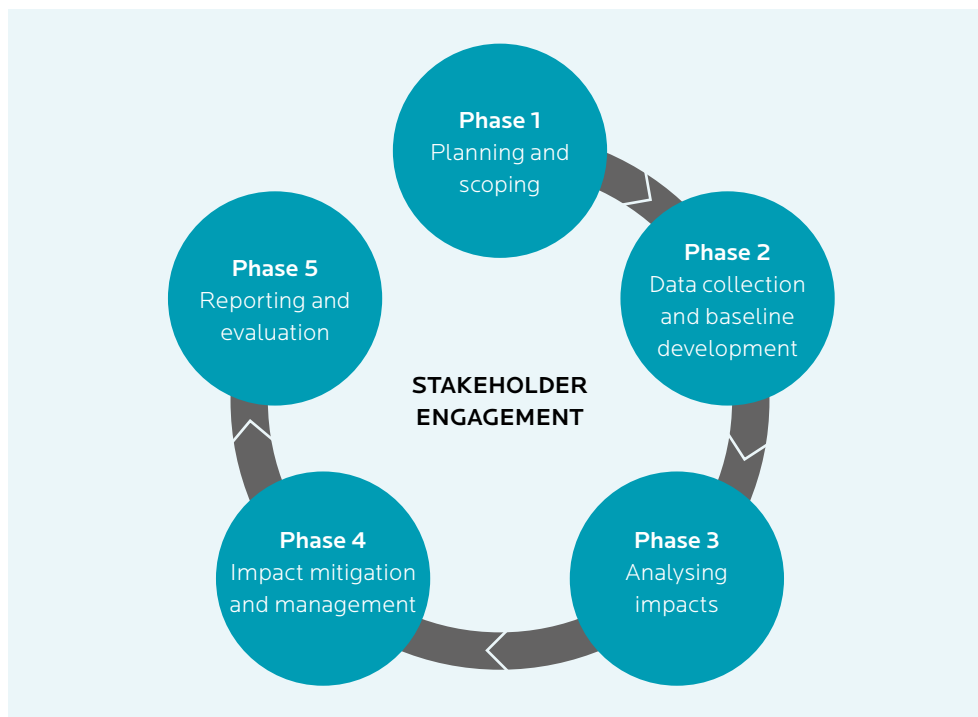 Phase 1
Planning and
scoping
Phase 2
Data collection
and baseline
development
Phase 3
Analysing
impacts
Phase 4
Impact mitigation
and management
Phase 5
Reporting and
evaluation
STAKEHOLDER
ENGAGEMENT